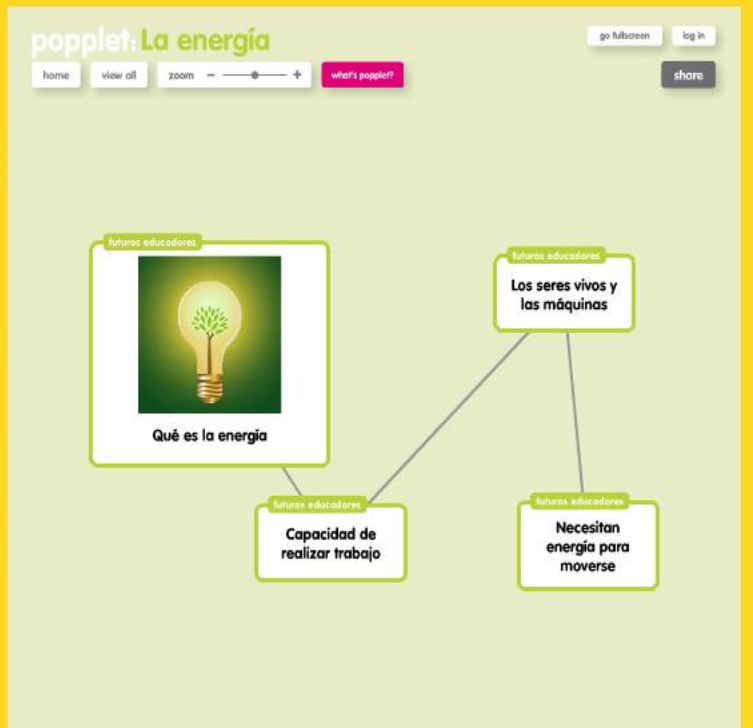 popplet: La energía
go fullscreen
log in
home
view all
zoom - +
what's popplet?
share
futuros educadores
Qué es la energía
futuros educadores
Los seres vivos y
las máquinas
futuros educadores
Capacidad de
realizar trabajo
futuros educadores
Necesitan
energía para
moverse